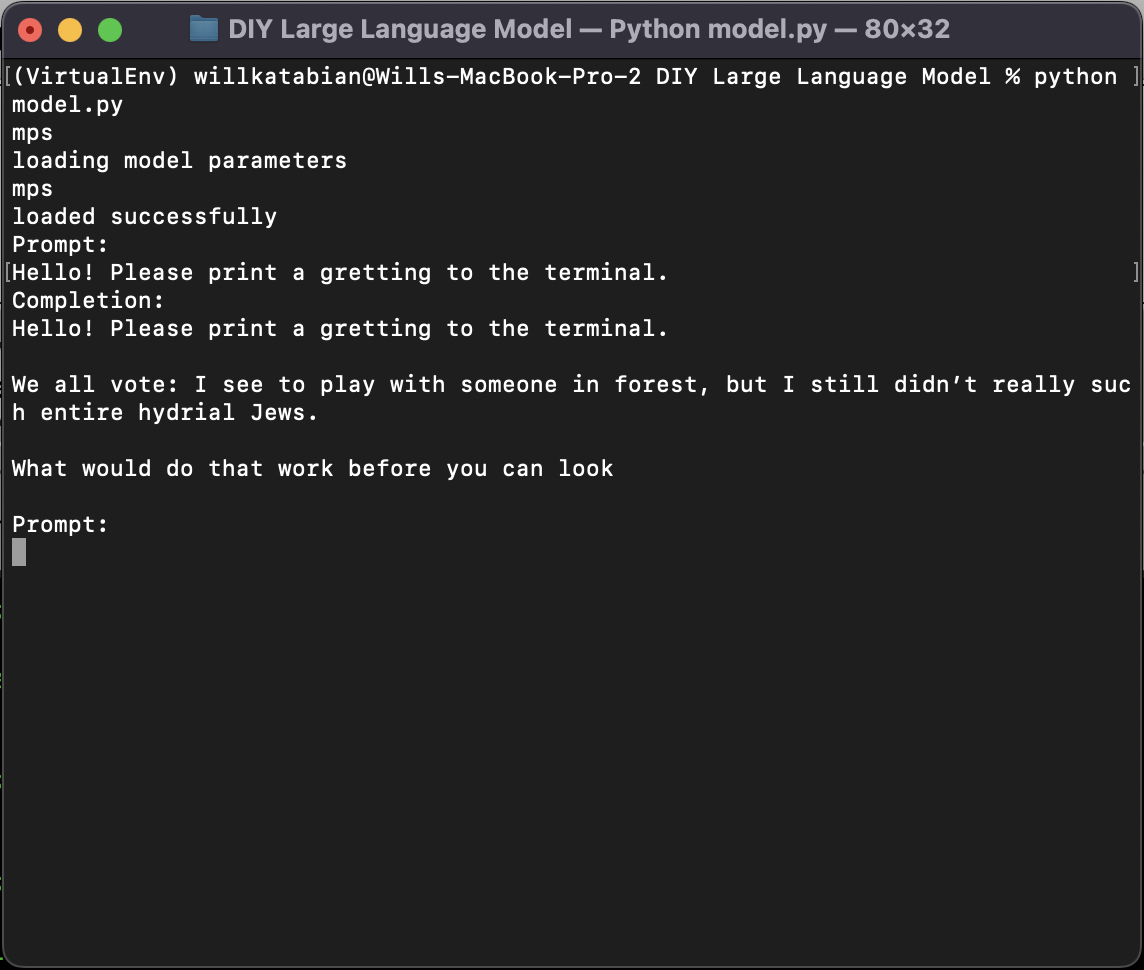 DIY Large Language Model — Python model.py — 80×32
[(VirtualEnv) willkatabian@Wills-MacBook-Pro-2 DIY Large Language Model % python ]
model.py
mps
loading model parameters
mps
loaded successfully
Prompt:
[Hello! Please print a gretting to the terminal. ]
Completion:
Hello! Please print a gretting to the terminal.
We all vote: I see to play with someone in forest, but I still didn’t really suc
h entire hydrial Jews.
What would do that work before you can look
Prompt: